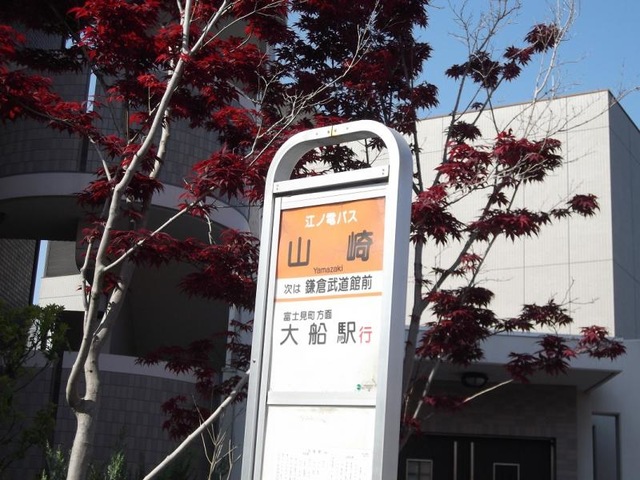 江ノ電バス
山崎
Yamazaki
次は 鎌倉武道館前
富士見町方面
大船駅行